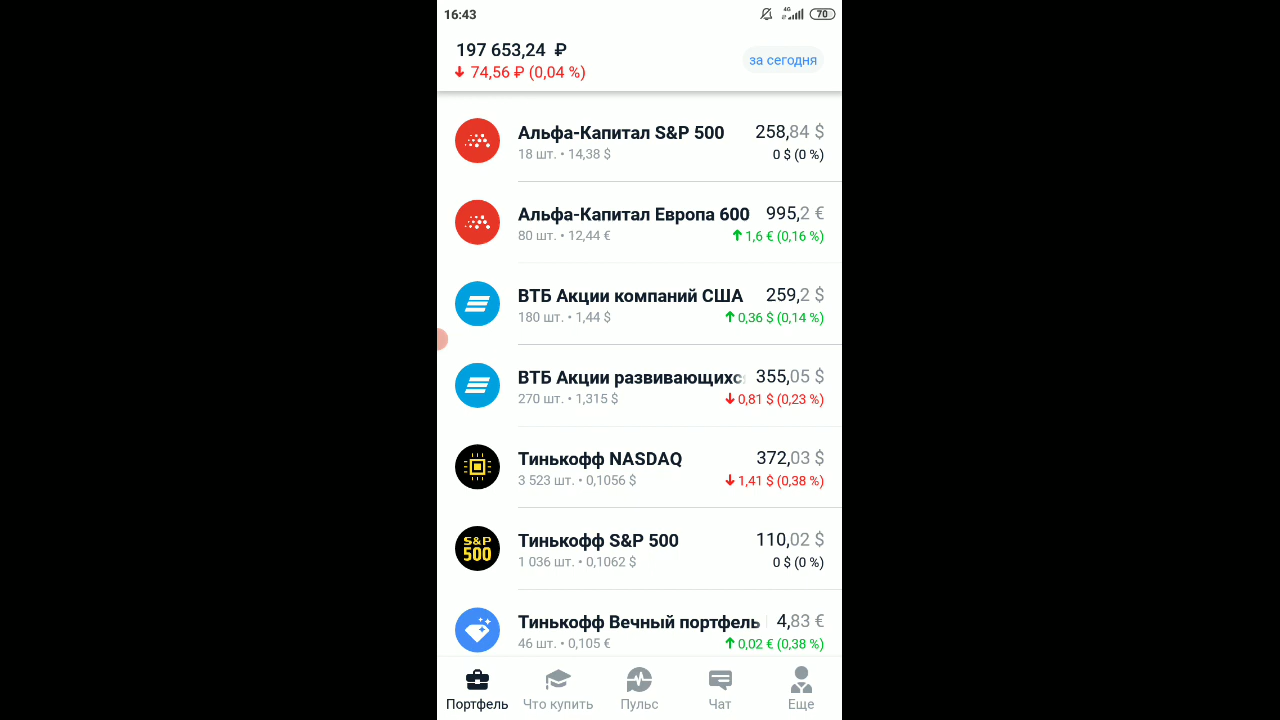 16:43
4G
70
197 653,24 ₽
74,56 ₽ (0,04 %)
за сегодня
Альфа-Капитал S&P 500
258,84 $
18 шт. • 14,38 $
0 $ (0 %)
Альфа-Капитал Европа 600
995,2 €
80 шт. • 12,44 €
1,6 € (0,16 %)
ВТБ Акции компаний США
259,2 $
180 шт. • 1,44 $
0,36 $ (0,14 %)
ВТБ Акции развивающихся
355,05 $
270 шт. • 1,315 $
0,81 $ (0,23 %)
Тинькофф NASDAQ
372,03 $
3 523 шт. • 0,1056 $
1,41 $ (0,38 %)
S&P
500
Тинькофф S&P 500
110,02 $
1 036 шт. • 0,1062 $
0 $ (0 %)
Тинькофф Вечный портфель
4,83 €
46 шт. • 0,105 €
0,02 € (0,38 %)
Портфель
Что купить
Пульс
Чат
Еще